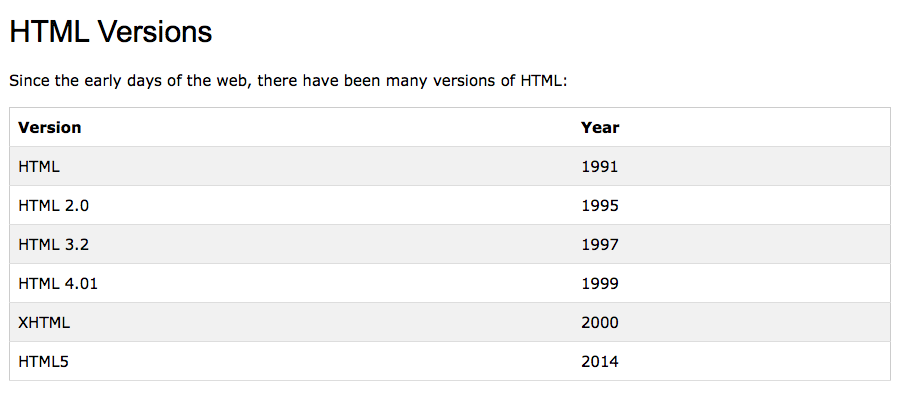 HTML Versions
Since the early days of the web, there have been many versions of HTML:
Version Year
HTML 1991
HTML 2.0 1995
HTML 3.2 1997
HTML 4.01 1999
XHTML 2000
HTML5 2014